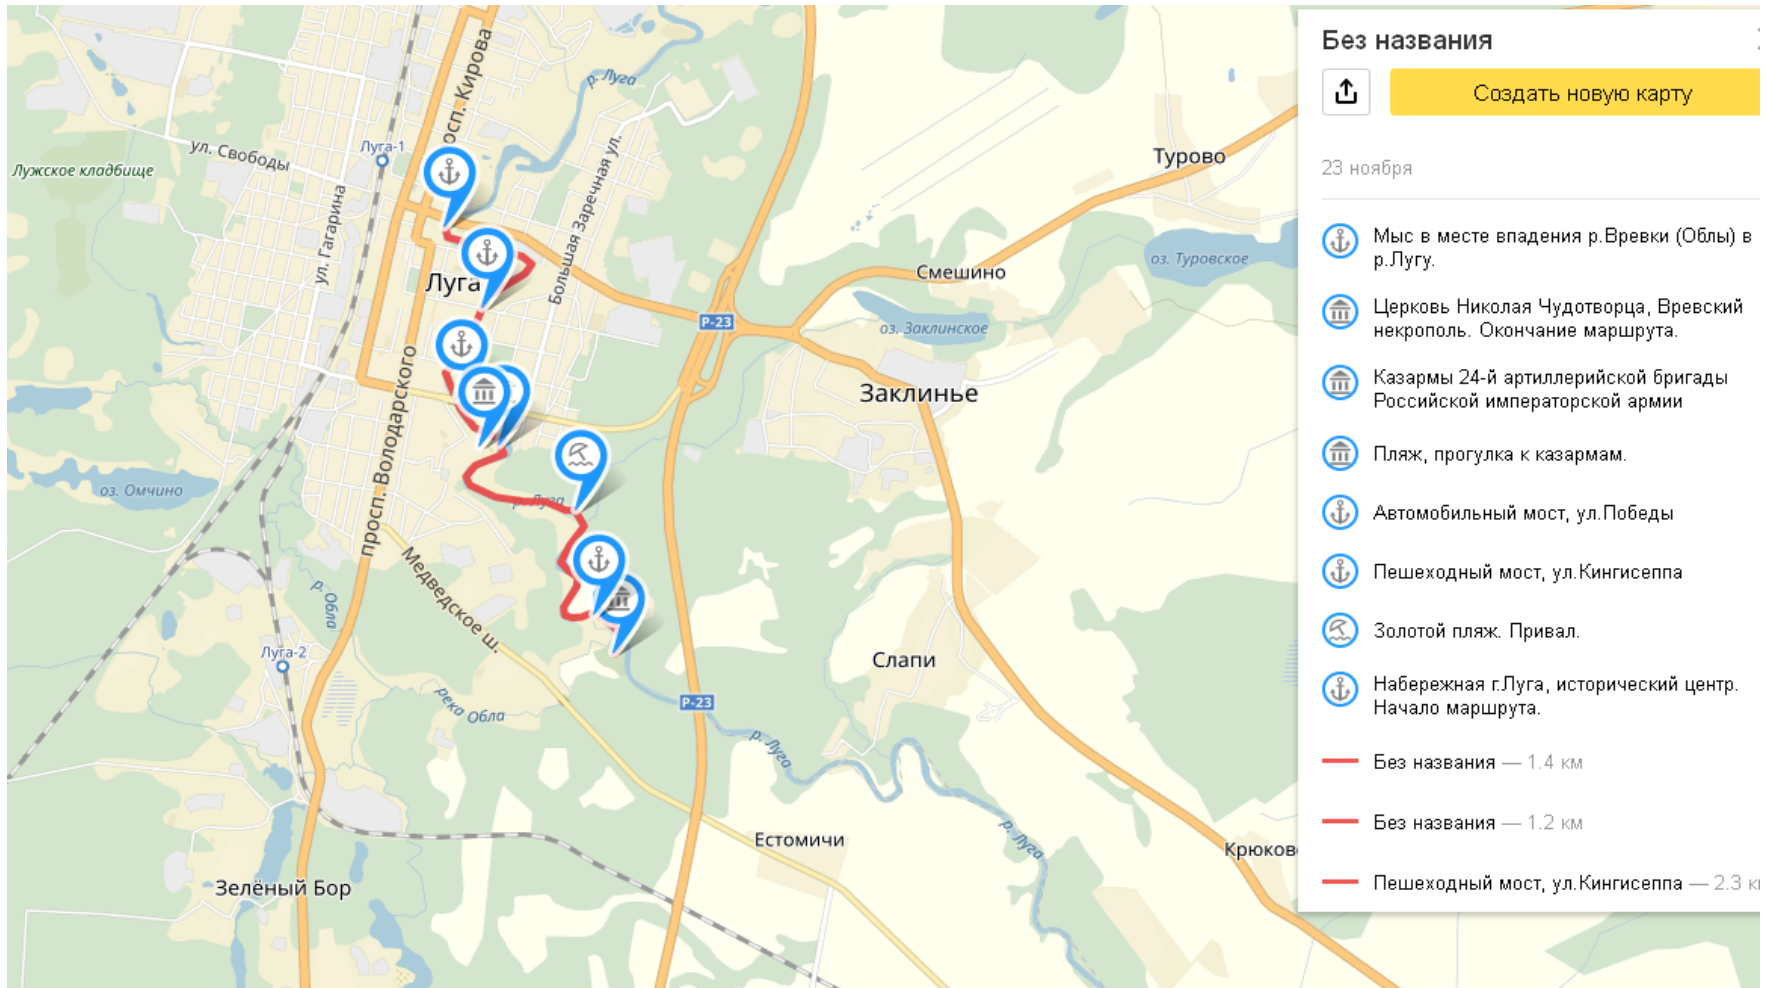 просп. Кирова
р. Луга
ул. Свободы
Луга-1
Лужское кладбище
ул. Гагарина
Большая Заречная ул.
Турово
оз. Туровское
Смешино
Луга
Р-23
оз. Заклинское
Заклинье
просп. Володарского
оз. Омчино
р. Луга
Медведское ш.
р. Обла
Луга-2
Слапи
река Обла
Р-23
р. Луга
р. Луга
Естомичи
Крюков
Зелёный Бор
Без названия
Создать новую карту
23 ноября
Мыс в месте впадения р.Вревки (Облы) в
р.Лугу.
Церковь Николая Чудотворца, Вревский
некрополь. Окончание маршрута.
Казармы 24-й артиллерийской бригады
Российской императорской армии
Пляж, прогулка к казармам.
Автомобильный мост, ул.Победы
Пешеходный мост, ул.Кингисеппа
Золотой пляж. Привал.
Набережная г.Луга, исторический центр.
Начало маршрута.
Без названия — 1.4 км
Без названия — 1.2 км
Пешеходный мост, ул.Кингисеппа — 2.3 к